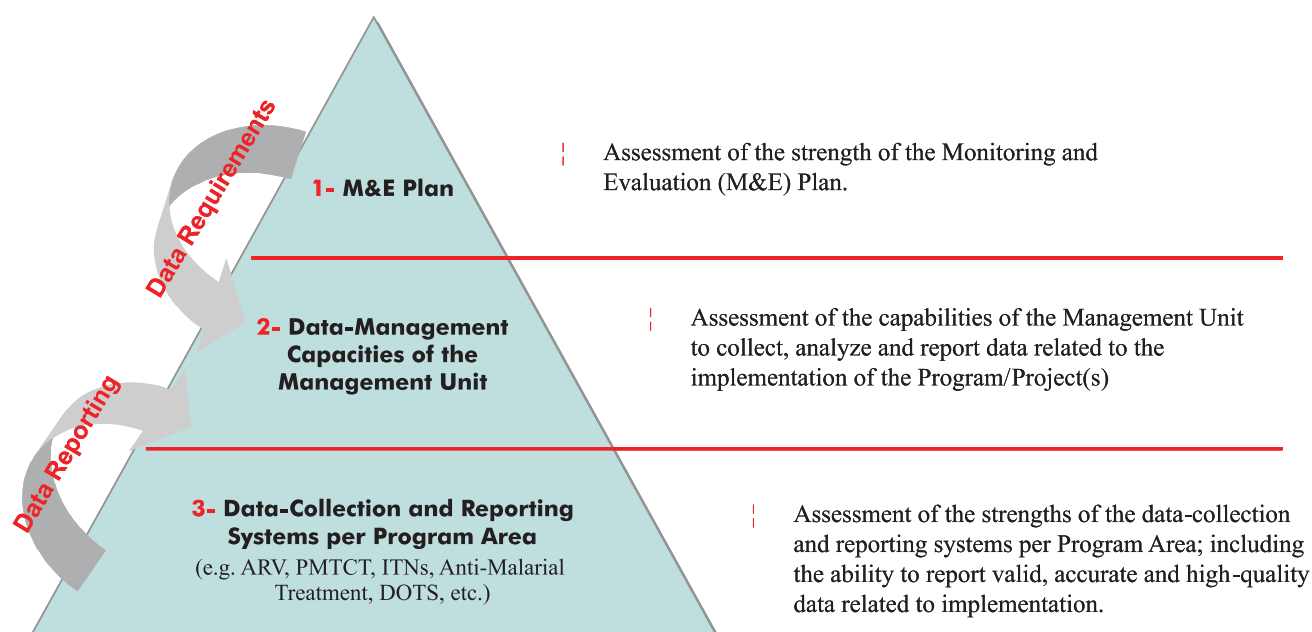 Data Requirements
1- M&E Plan
Assessment of the strength of the Monitoring and
Evaluation (M&E) Plan.
2- Data-Management
Capacities of the
Management Unit
Assessment of the capabilities of the Management Unit
to collect, analyze and report data related to the
implementation of the Program/Project(s)
Data Reporting
3- Data-Collection and Reporting
Systems per Program Area
(e.g. ARV, PMTCT, ITNs, Anti-Malarial
Treatment, DOTS, etc.)
Assessment of the strengths of the data-collection
and reporting systems per Program Area; including
the ability to report valid, accurate and high-quality
data related to implementation.